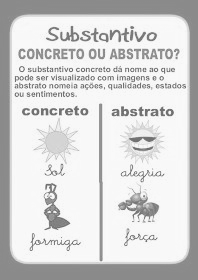 Substantivo
CONCRETO OU ABSTRATO?
O substantivo concreto dá nome ao que
pode ser visualizado com imagens e o
abstrato nomeia ações, qualidades, estados
ou sentimentos.
concreto abstrato
Sol alegria
formiga força